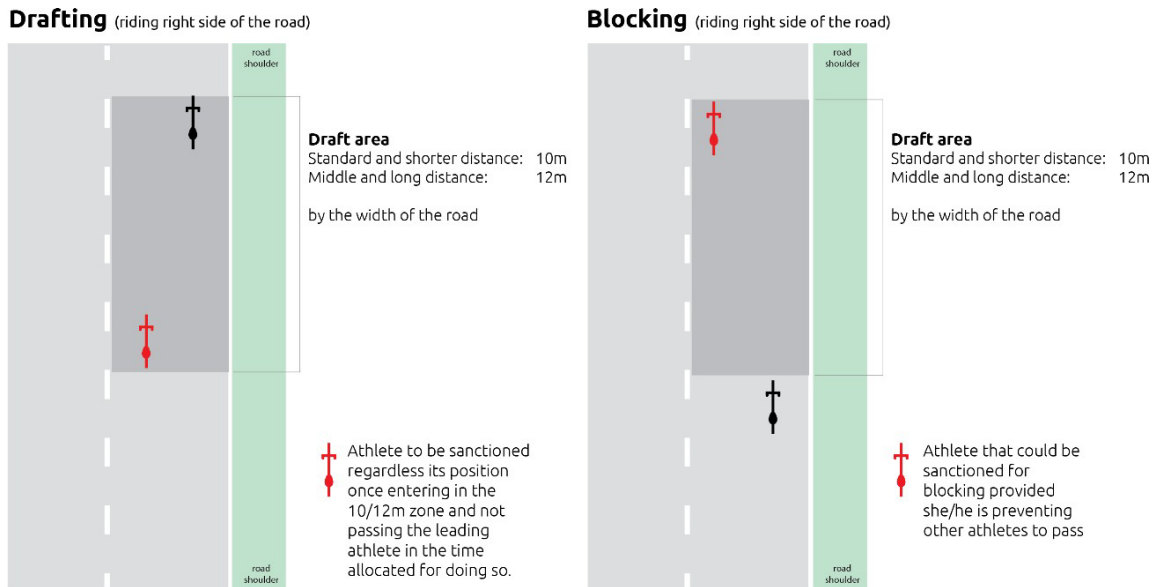 Drafting (riding right side of the road)
road
shoulder
Draft area
Standard and shorter distance: 10m
Middle and long distance: 12m
by the width of the road
Athlete to be sanctioned
regardless its position
once entering in the
10/12m zone and not
passing the leading
athlete in the time
allocated for doing so.
road
shoulder
Blocking (riding right side of the road)
road
shoulder
Draft area
Standard and shorter distance: 10m
Middle and long distance: 12m
by the width of the road
Athlete that could be
sanctioned for
blocking provided
she/he is preventing
other athletes to pass
road
shoulder